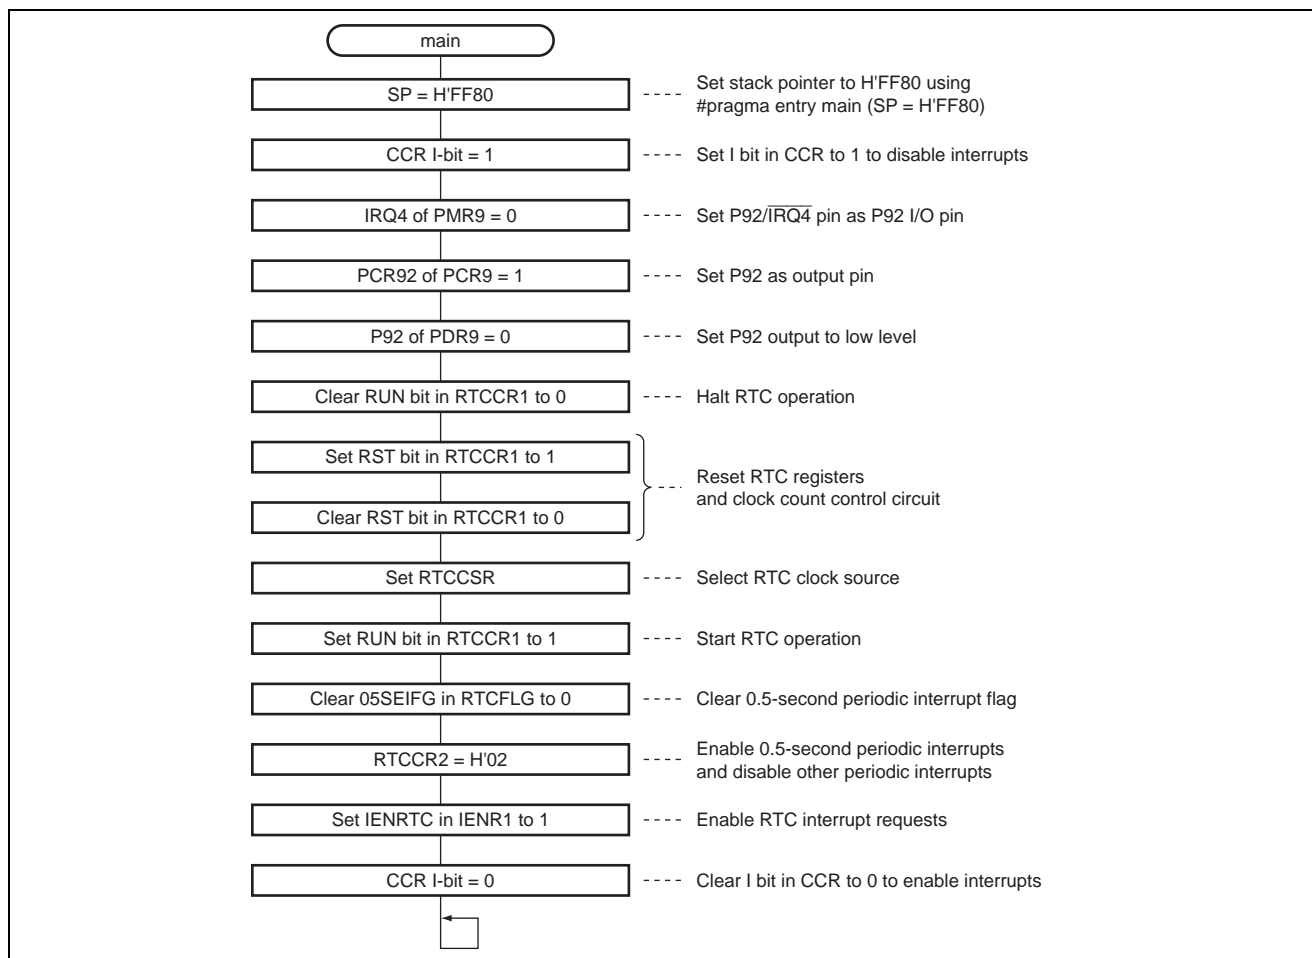 main
SP = H'FF80
Set stack pointer to H'FF80 using
#pragma entry main (SP = H'FF80)
CCR I-bit = 1
Set I bit in CCR to 1 to disable interrupts
IRQ4 of PMR9 = 0
Set P92/I̅R̅Q̅4̅ pin as P92 I/O pin
PCR92 of PCR9 = 1
Set P92 as output pin
P92 of PDR9 = 0
Set P92 output to low level
Clear RUN bit in RTCCR1 to 0
Halt RTC operation
Set RST bit in RTCCR1 to 1
Clear RST bit in RTCCR1 to 0
Reset RTC registers
and clock count control circuit
Set RTCCSR
Select RTC clock source
Set RUN bit in RTCCR1 to 1
Start RTC operation
Clear 05SEIFG in RTCFLG to 0
Clear 0.5-second periodic interrupt flag
RTCCR2 = H'02
Enable 0.5-second periodic interrupts
and disable other periodic interrupts
Set IENRTC in IENR1 to 1
Enable RTC interrupt requests
CCR I-bit = 0
Clear I bit in CCR to 0 to enable interrupts